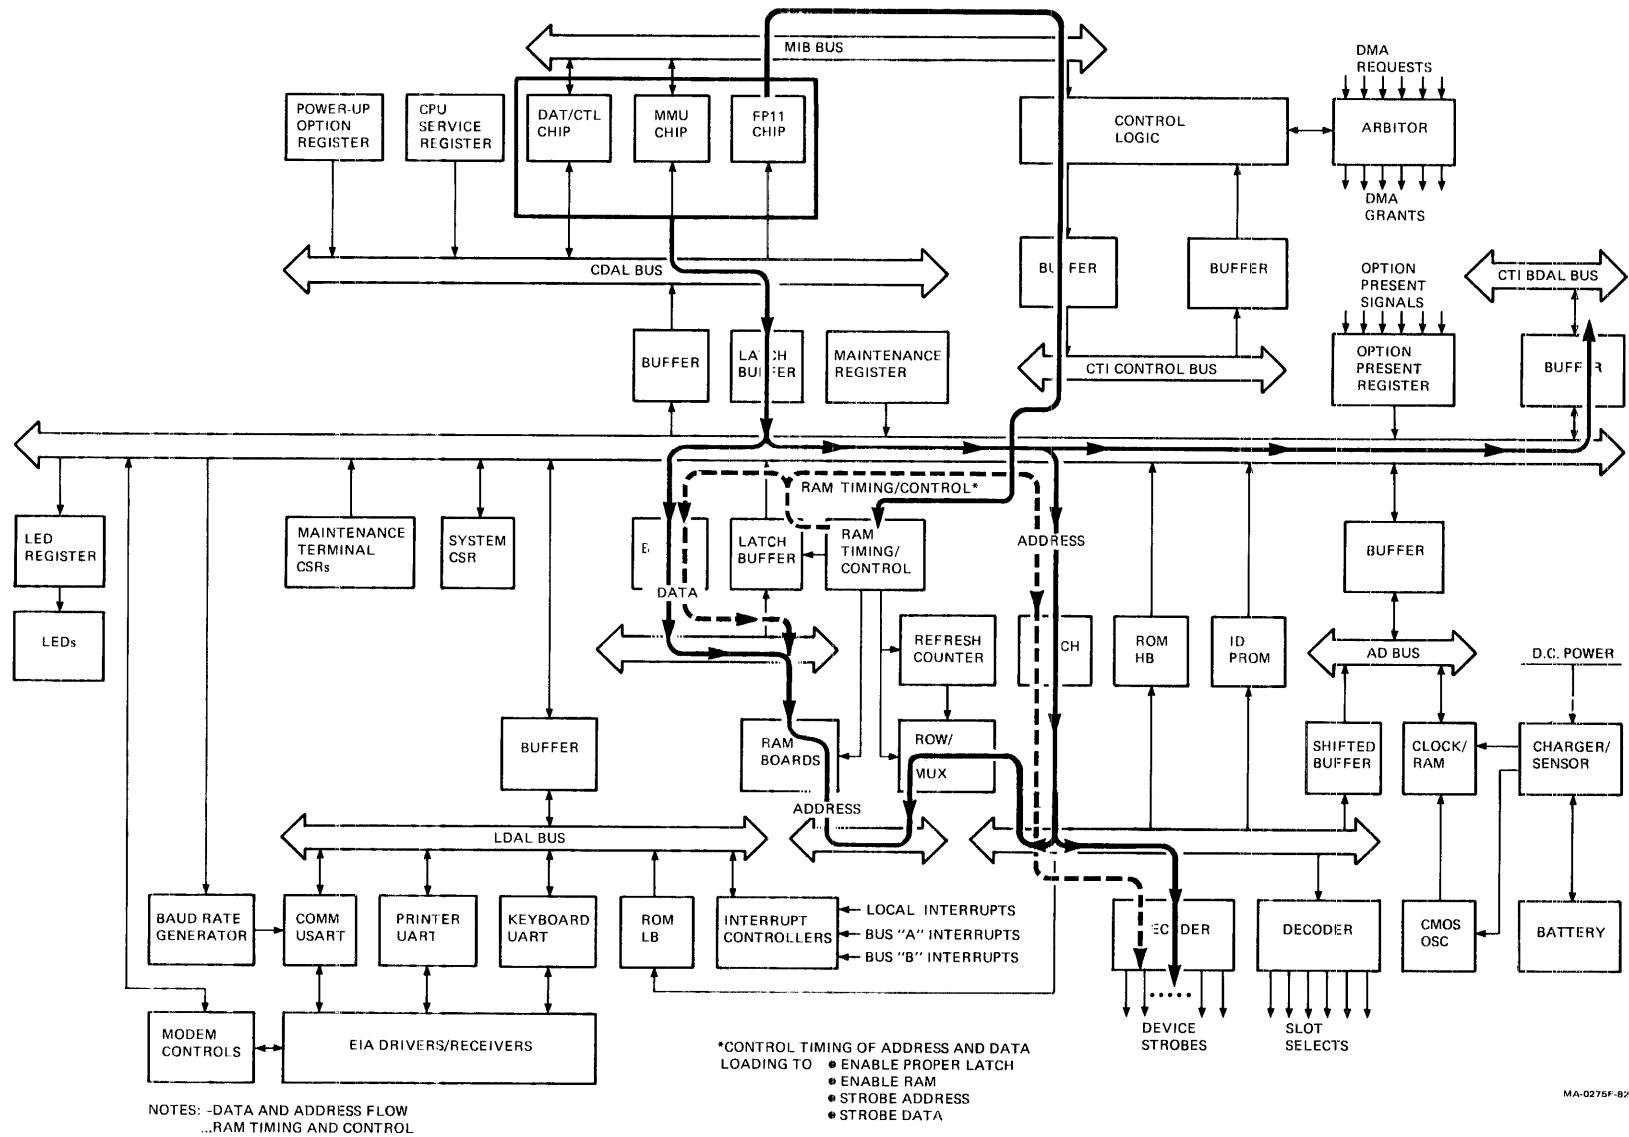 MIB BUS
DMA
REQUESTS
POWER-UP
OPTION
REGISTER
CPU
SERVICE
REGISTER
DAT/CTL
CHIP
MMU
CHIP
FP11
CHIP
CONTROL
LOGIC
ARBITOR
DMA
GRANTS
CDAL BUS
BUFFER
OPTION
PRESENT
SIGNALS
CTI BDAL BUS
BUFFER
MAINTENANCE
REGISTER
CTI CONTROL BUS
OPTION
PRESENT
REGISTER
RAM TIMING/CONTROL*
LED
REGISTER
MAINTENANCE
TERMINAL
CSRs
SYSTEM
CSR
LATCH
BUFFER
RAM
TIMING/
CONTROL
ADDRESS
BUFFER
DATA
LEDs
REFRESH
COUNTER
ROM
HB
ID
PROM
AD BUS
D.C. POWER
BUFFER
RAM
BOARDS
ROW/
MUX
SHIFTED
BUFFER
CLOCK/
RAM
CHARGER/
SENSOR
ADDRESS
LDAL BUS
BAUD RATE
GENERATOR
COMM
USART
PRINTER
UART
KEYBOARD
UART
ROM
LB
INTERRUPT
CONTROLLERS
LOCAL INTERRUPTS
BUS "A" INTERRUPTS
BUS "B" INTERRUPTS
DECODER
CMOS
OSC
BATTERY
MODEM
CONTROLS
EIA DRIVERS/RECEIVERS
DEVICE
STROBES
SLOT
SELECTS
*CONTROL TIMING OF ADDRESS AND DATA
LOADING TO • ENABLE PROPER LATCH
• ENABLE RAM
• STROBE ADDRESS
• STROBE DATA
MA-0275F-82
NOTES: -DATA AND ADDRESS FLOW
...RAM TIMING AND CONTROL